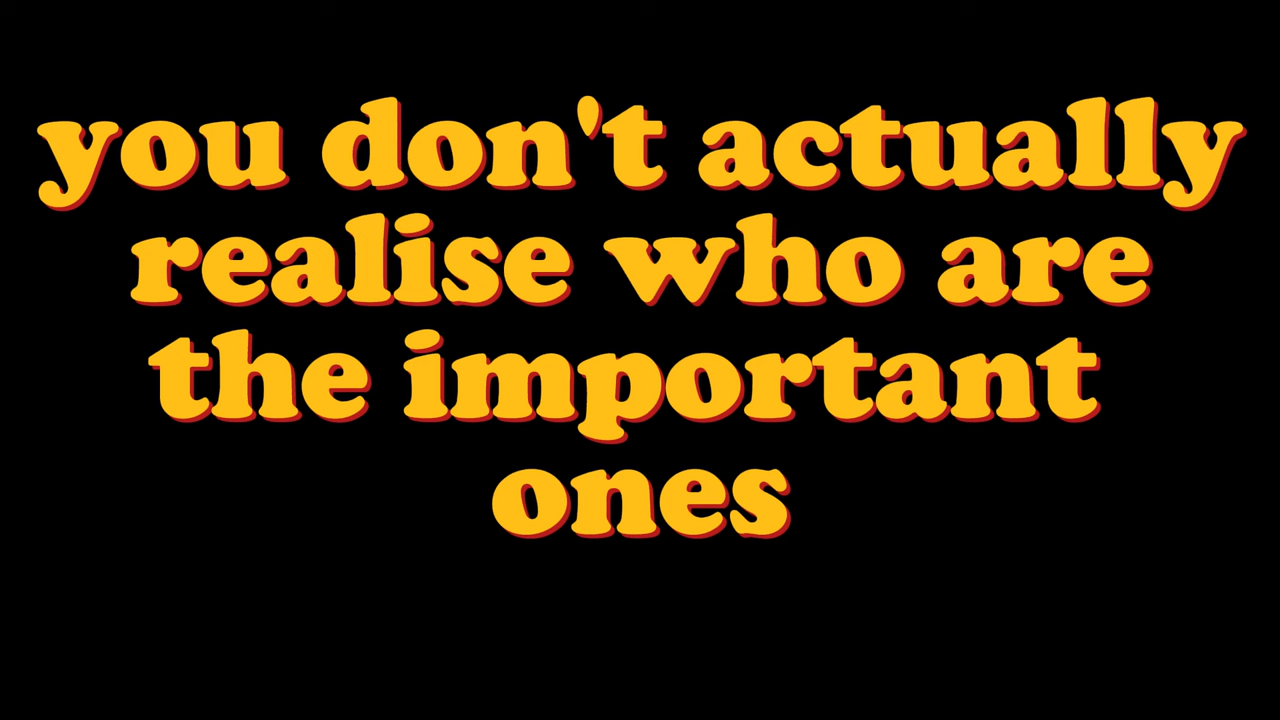 you don't actually
realise who are
the important
ones